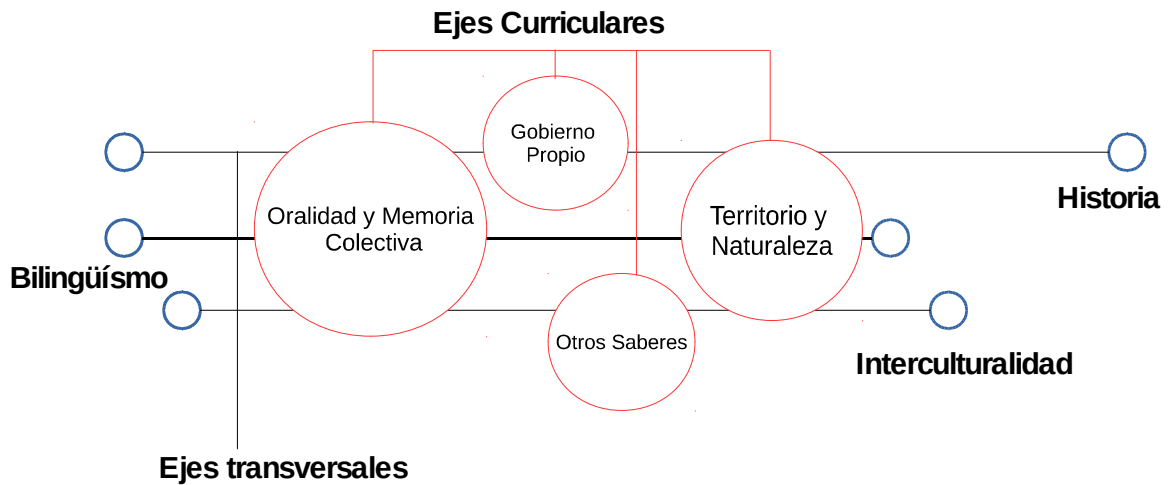 Ejes Curriculares
Gobierno
Propio
Historia
Oralidad y Memoria
Colectiva
Territorio y
Naturaleza
Bilingüísmo
Otros Saberes
Interculturalidad
Ejes transversales